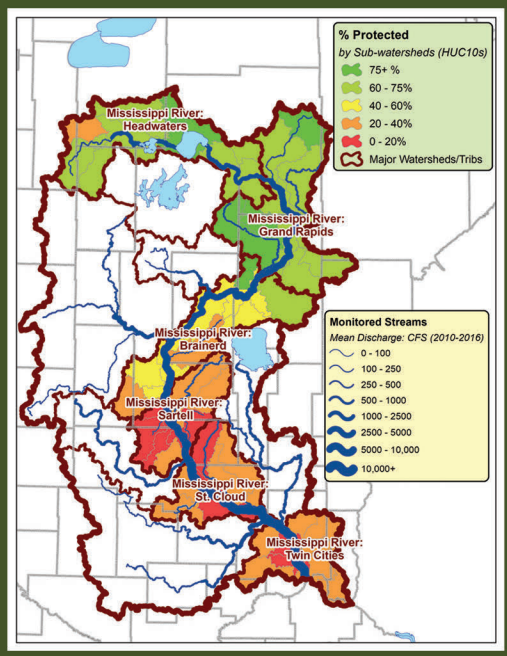 % Protected
by Sub-watersheds (HUC10s)
75+ %
60 - 75%
40 - 60%
20 - 40%
0 - 20%
Major Watersheds/Tribs
Mississippi River:
Headwaters
Mississippi River:
Grand Rapids
Mississippi River:
Brainerd
Mississippi River:
Sartell
Mississippi River:
St. Cloud
Mississippi River:
Twin Cities
Monitored Streams
Mean Discharge: CFS (2010-2016)
0 - 100
100 - 250
250 - 500
500 - 1000
1000 - 2500
2500 - 5000
5000 - 10,000
10,000+